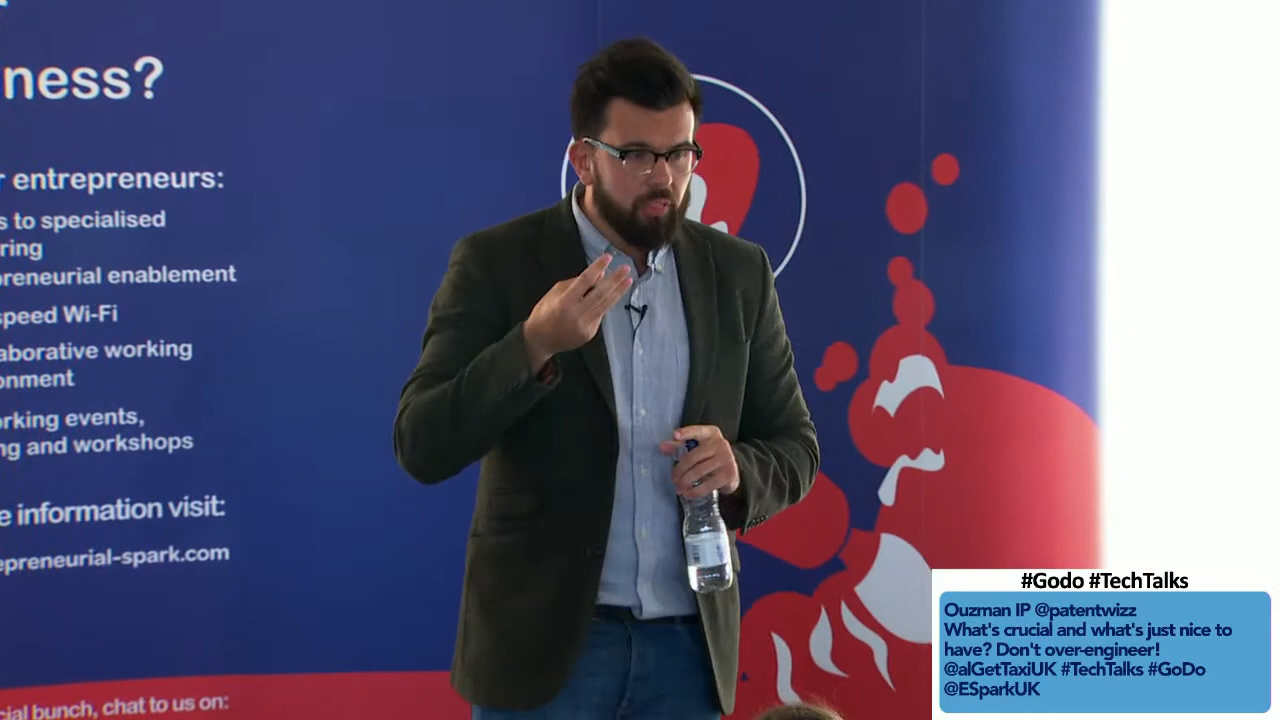 ness?
r entrepreneurs:
s to specialised
ring
preneurial enablement
speed Wi-Fi
aborative working
onment
rking events,
ng and workshops
e information visit:
epreneurial-spark.com
cial bunch, chat to us on:
#Godo #TechTalks
Ouzman IP @patentwizz
What's crucial and what's just nice to
have? Don't over-engineer!
@alGetTaxiUK #TechTalks #GoDo
@ESparkUK